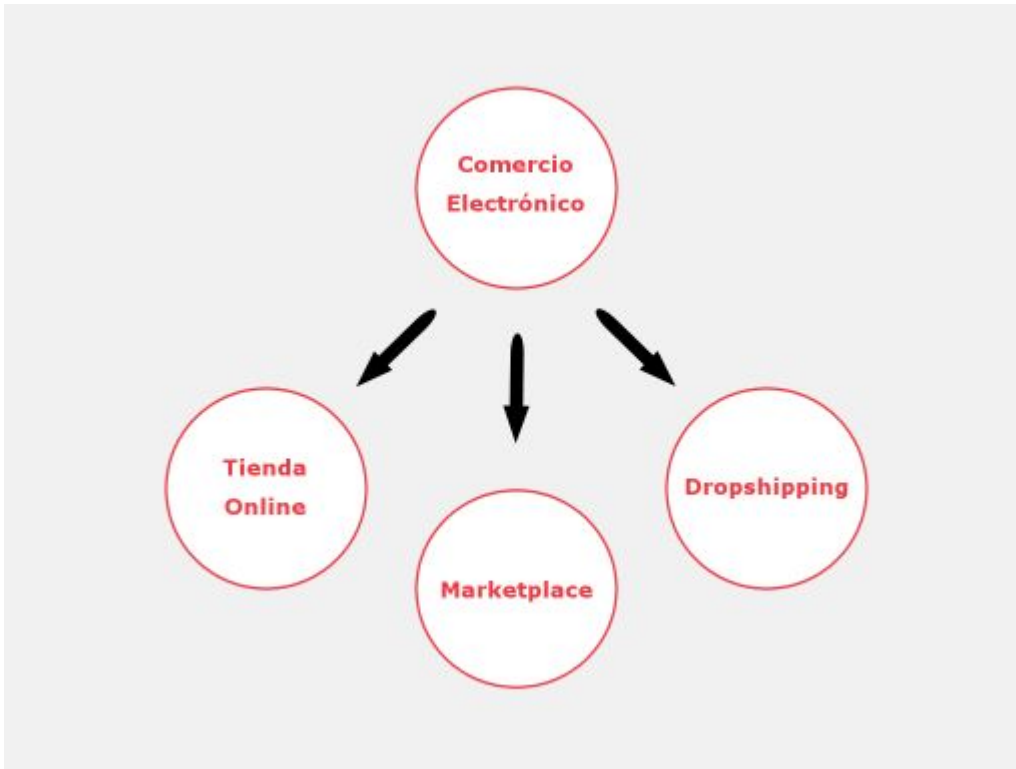 Comercio
Electrónico
Tienda
Online
Dropshipping
Marketplace